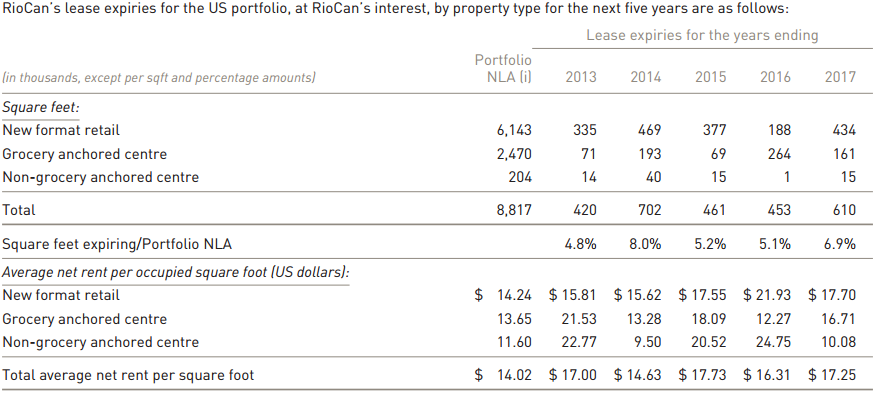 RioCan's lease expiries for the US portfolio, at RioCan's interest, by property type for the next five years are as follows:
Lease expiries for the years ending
Portfolio
(in thousands, except per sqft and percentage amounts) NLA (i) 2013 2014 2015 2016 2017
Square feet:
New format retail 6,143 335 469 377 188 434
Grocery anchored centre 2,470 71 193 69 264 161
Non-grocery anchored centre 204 14 40 15 1 15
Total 8,817 420 702 461 453 610
Square feet expiring/Portfolio NLA 4.8% 8.0% 5.2% 5.1% 6.9%
Average net rent per occupied square foot (US dollars):
New format retail $ 14.24 $ 15.81 $ 15.62 $ 17.55 $ 21.93 $ 17.70
Grocery anchored centre 13.65 21.53 13.28 18.09 12.27 16.71
Non-grocery anchored centre 11.60 22.77 9.50 20.52 24.75 10.08
Total average net rent per square foot $ 14.02 $ 17.00 $ 14.63 $ 17.73 $ 16.31 $ 17.25